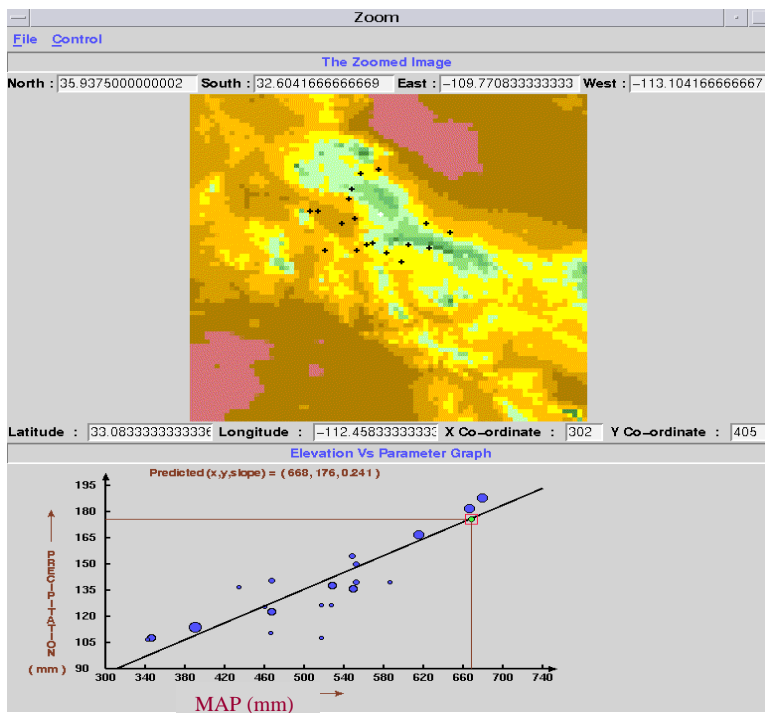 Zoom
File Control
The Zoomed Image
North : 35.9375000000002 South : 32.6041666666669 East : -109.770833333333 West : -113.104166666667
Latitude : 33.0833333333336 Longitude : -112.458333333333 X Co-ordinate : 302 Y Co-ordinate : 405
Elevation Vs Parameter Graph
Predicted (x,y,slope) = ( 668, 176, 0.241 )
195
180
165
150
135
120
105
90
PRECIPITATION
( mm )
300 340 380 420 460 500 540 580 620 660 700 740
MAP (mm)